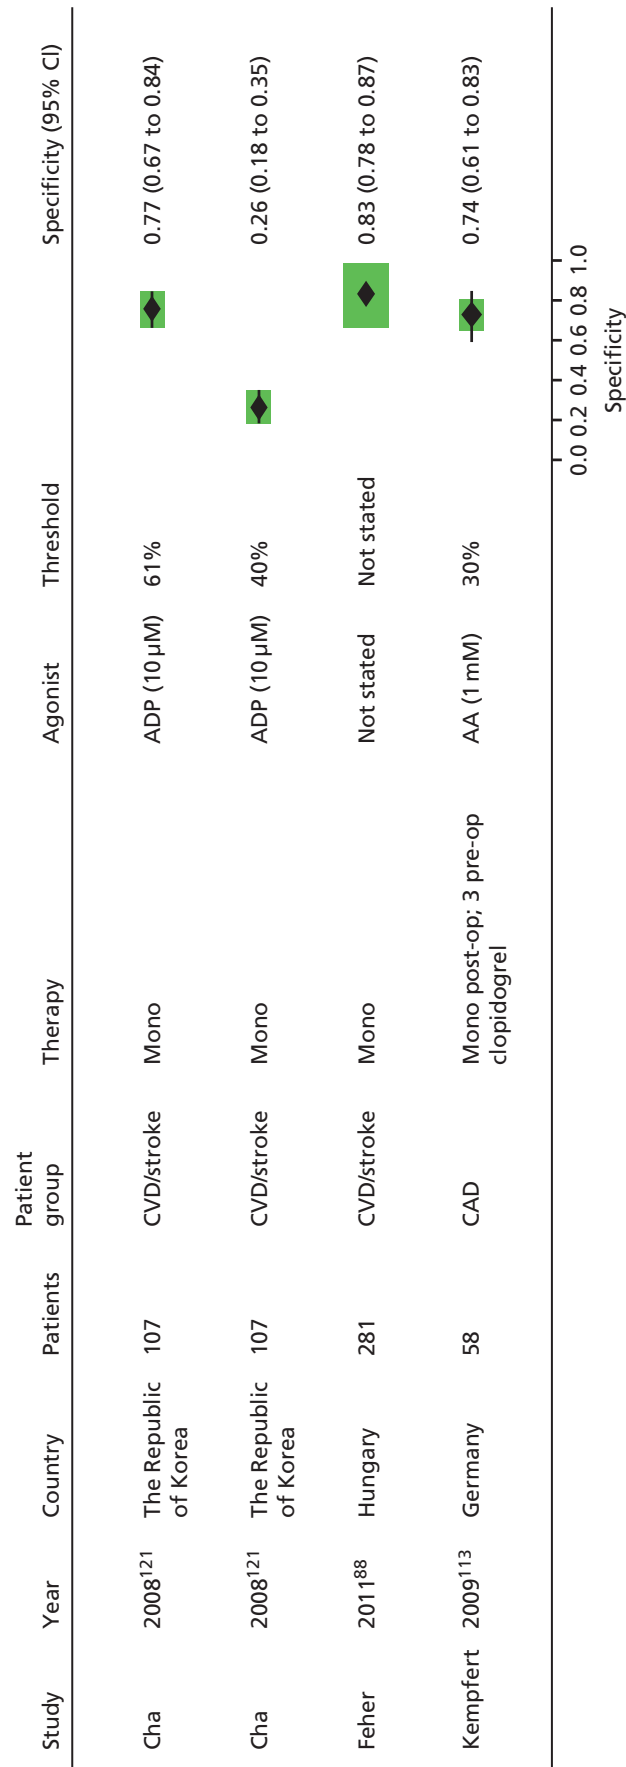 Study Year Country Patients Patient group Therapy Agonist Threshold Specificity (95% CI)
Cha 2008121 The Republic of Korea 107 CVD/stroke Mono ADP (10 µM) 61% 0.77 (0.67 to 0.84)
Cha 2008121 The Republic of Korea 107 CVD/stroke Mono ADP (10 µM) 40% 0.26 (0.18 to 0.35)
Feher 201188 Hungary 281 CVD/stroke Mono Not stated Not stated 0.83 (0.78 to 0.87)
Kempfert 2009113 Germany 58 CAD Mono post-op; 3 pre-op clopidogrel AA (1 mM) 30% 0.74 (0.61 to 0.83)
0.0 0.2 0.4 0.6 0.8 1.0
Specificity